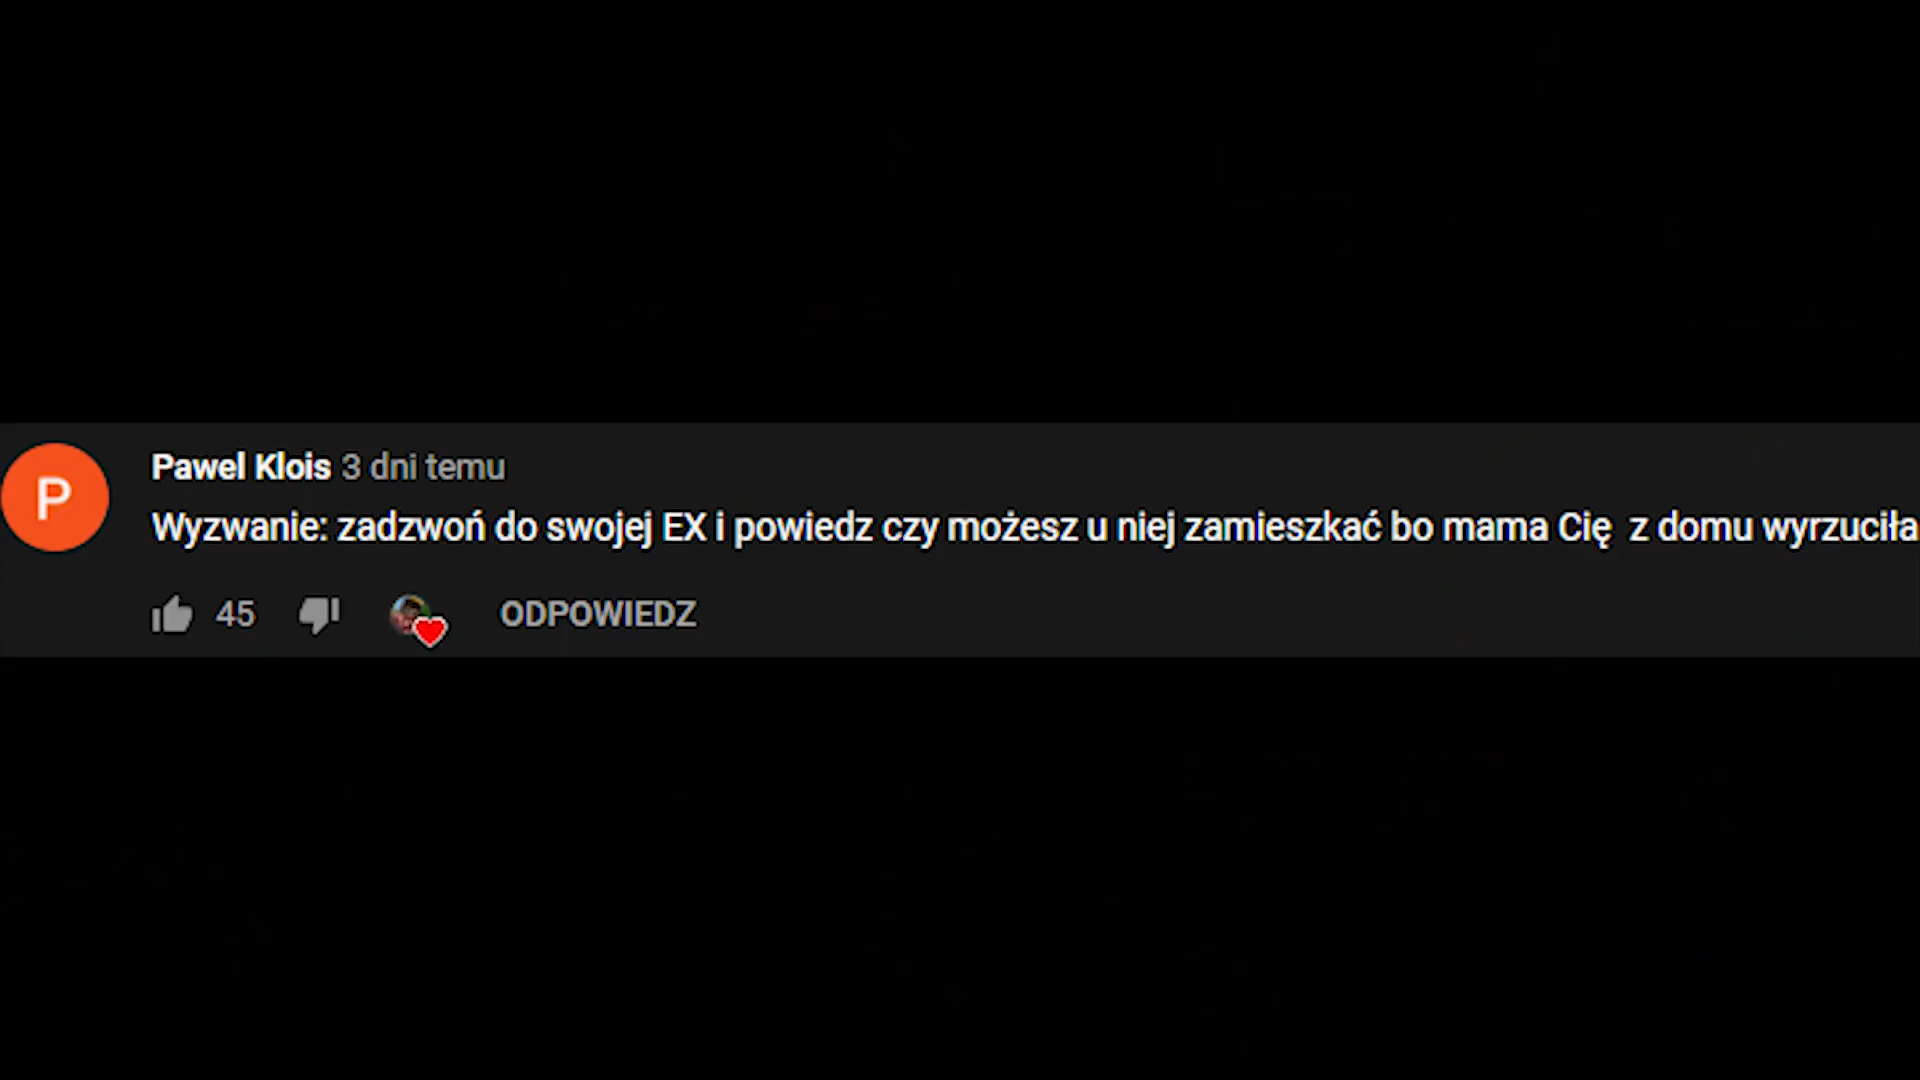 P
Pawel Klois 3 dni temu
Wyzwanie: zadzwoń do swojej EX i powiedz czy możesz u niej zamieszkać bo mama Cię  z domu wyrzuciła
45
ODPOWIEDZ